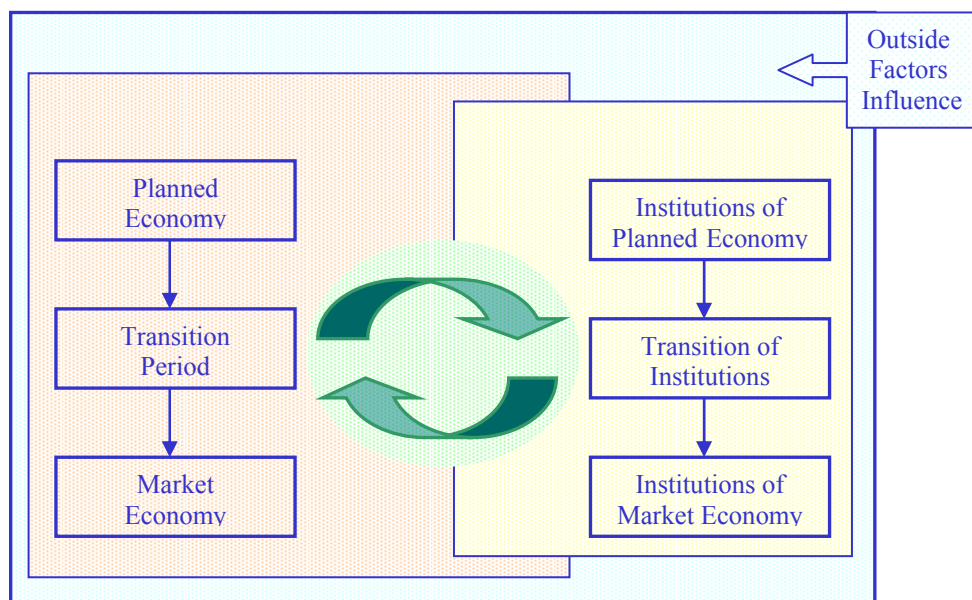 Outside
Factors
Influence
Planned
Economy
Institutions of
Planned Economy
Transition
Period
Transition of
Institutions
Market
Economy
Institutions of
Market Economy